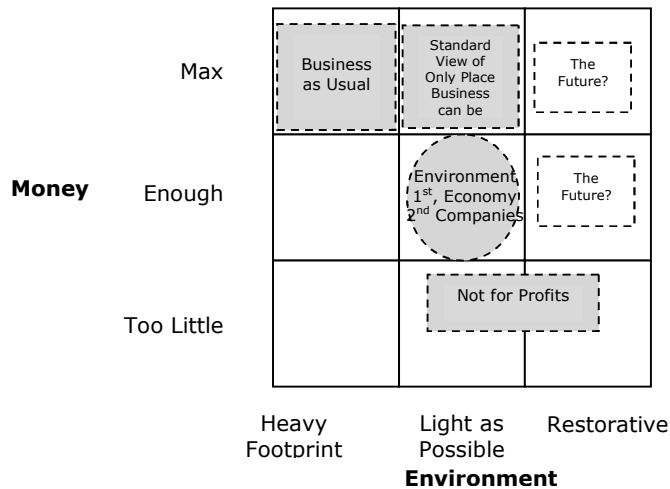 Max
Business
as Usual
Standard
View of
Only Place
Business
can be
The
Future?
Money
Enough
Environment
1st, Economy
2nd Companies
The
Future?
Too Little
Not for Profits
Heavy
Footprint
Light as
Possible
Restorative
Environment